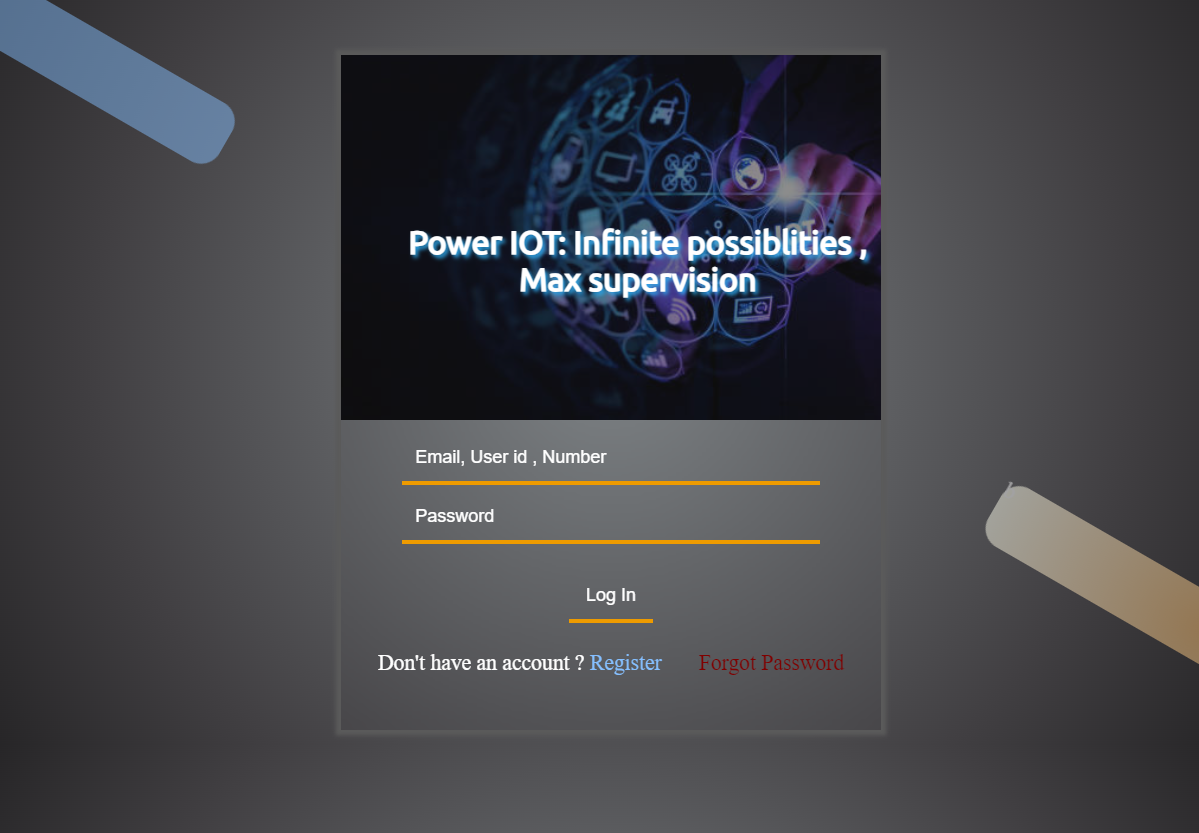 Power IOT: Infinite possiblities ,
Max supervision
Email, User id , Number
Password
Log In
Don't have an account ? Register Forgot Password